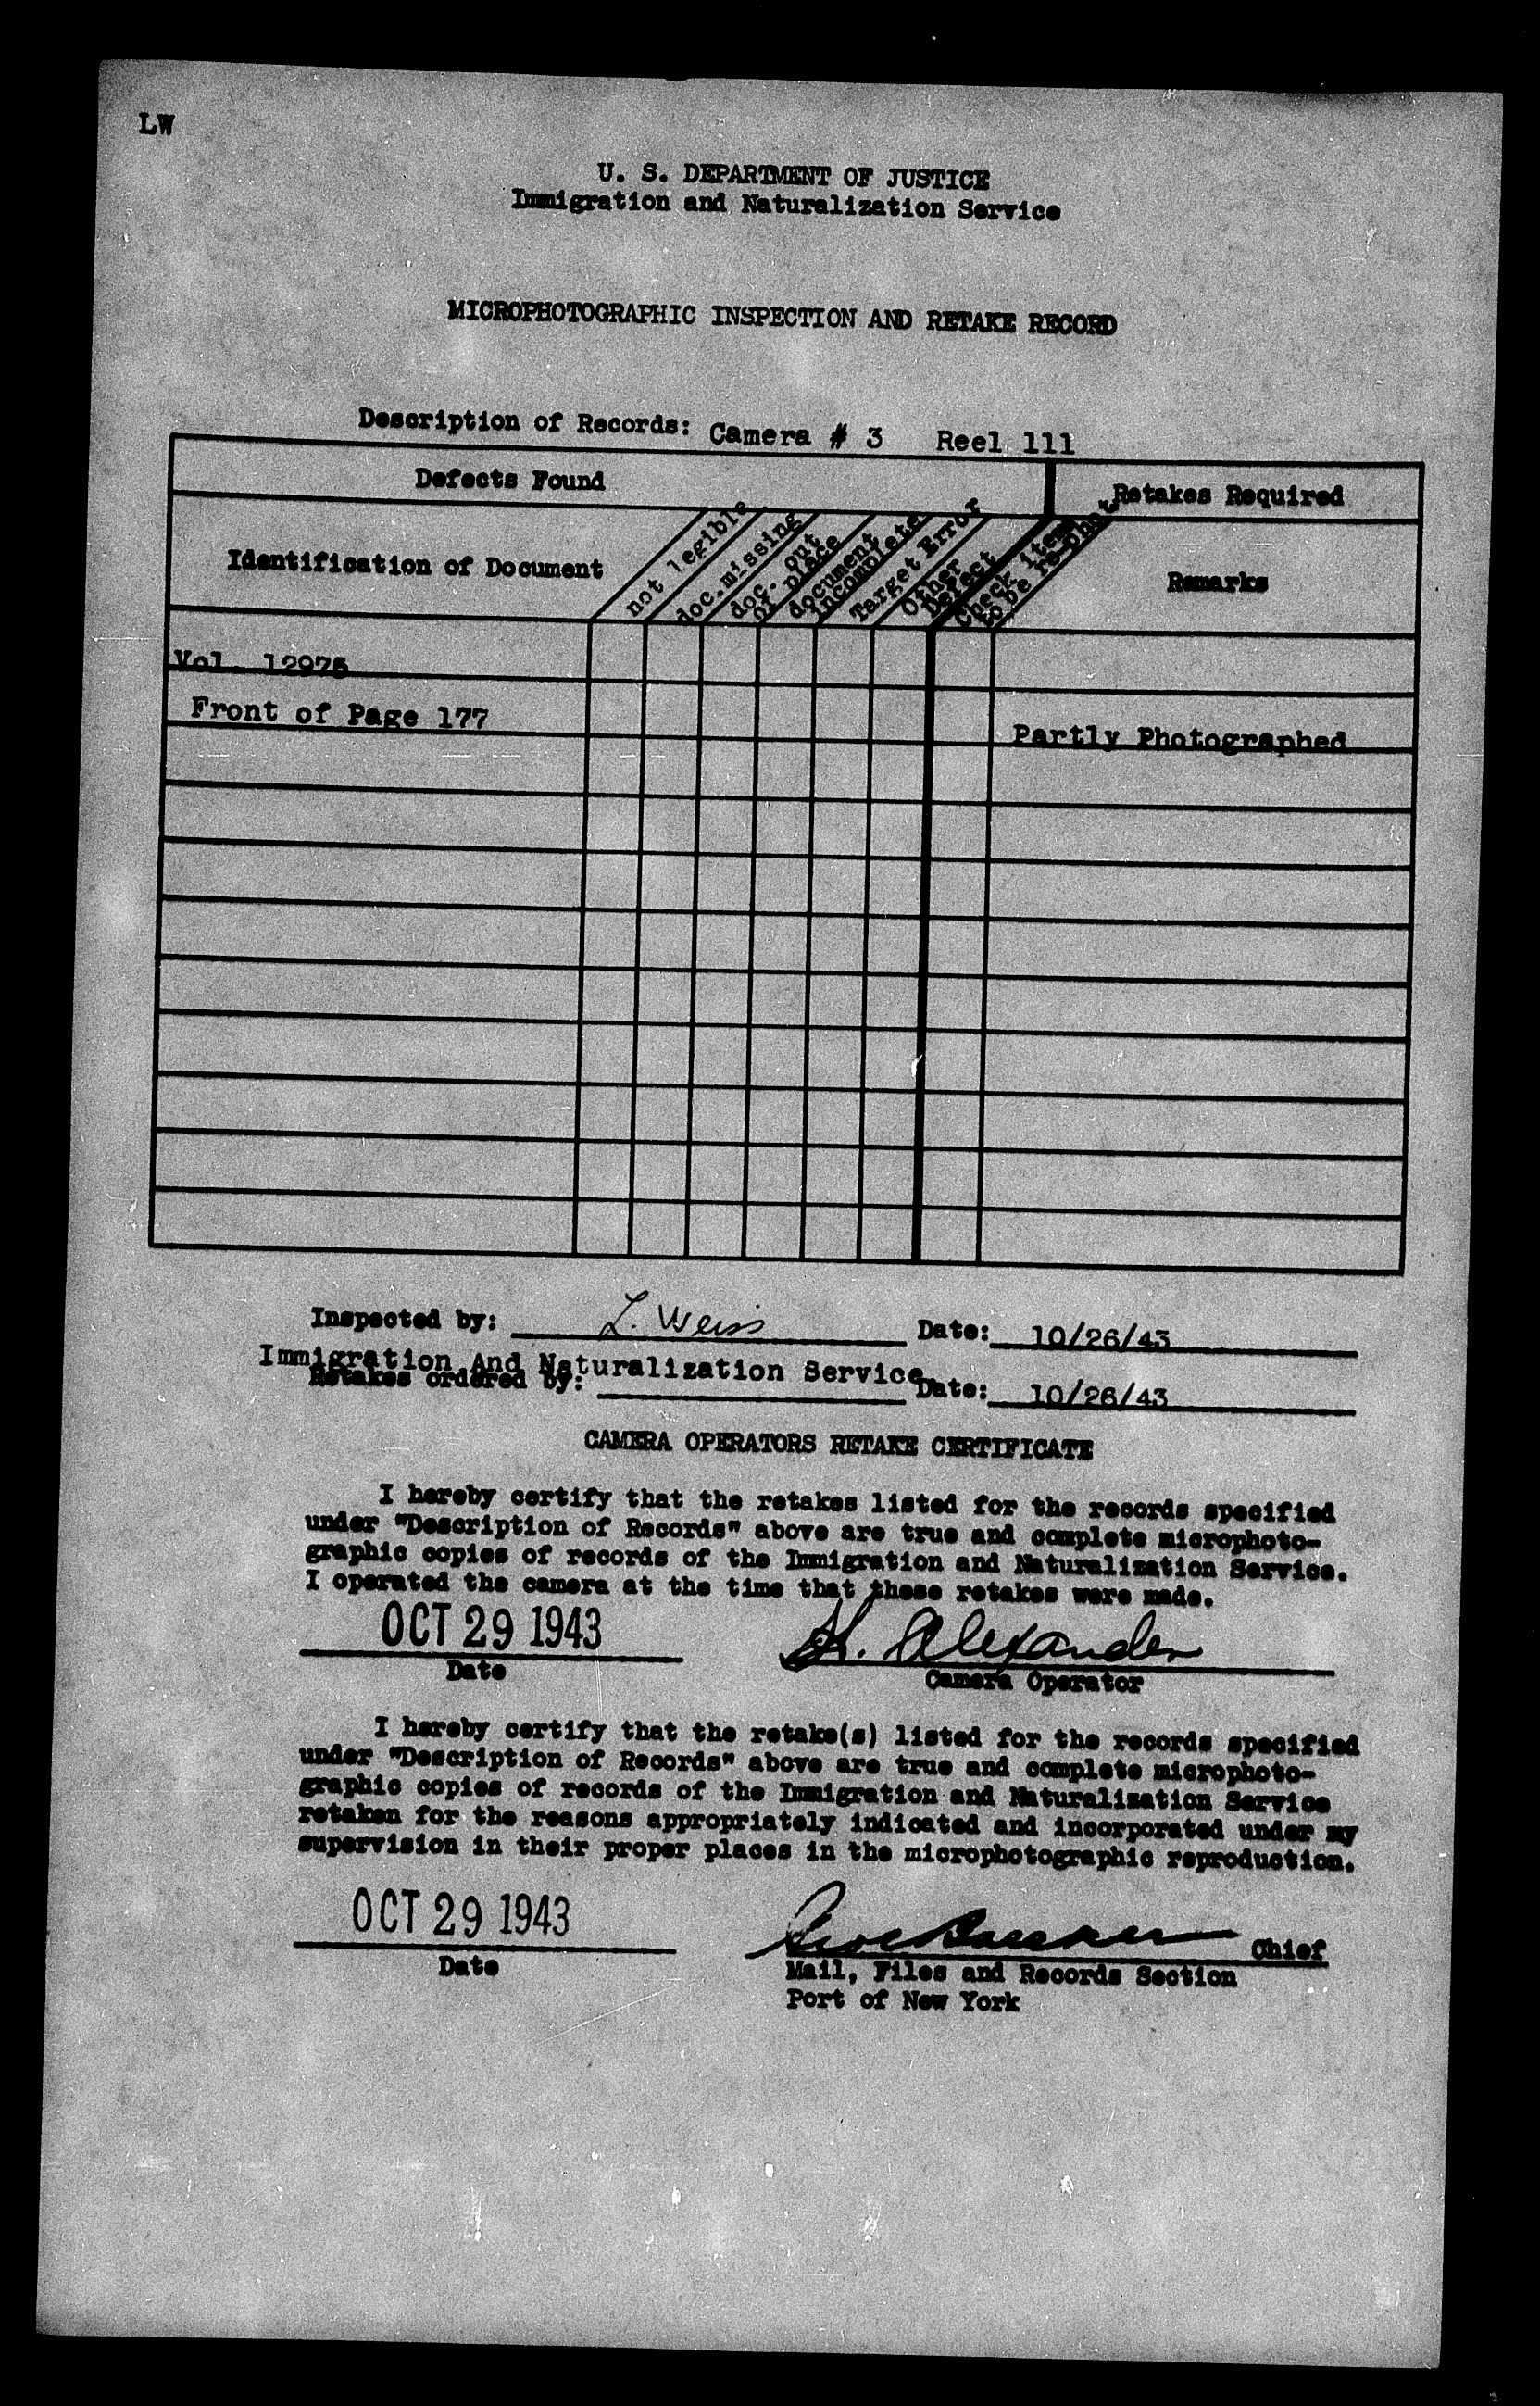 LW
U. S. DEPARTMENT OF JUSTICE
Immigration and Naturalization Service
MICROPHOTOGRAPHIC INSPECTION AND RETAKE RECORD
Description of Records: Camera # 3 Reel 111
Defects Found
Retakes Required
Identification of Document
not legible
doc. missing
doc. out
of place
document
incomplete
Target Error
Other
Defect
Check item
to be re-phot.
Remarks
Vol. 12975
Front of Page 177
Partly Photographed
Inspected by: L. Weiss Date: 10/26/43
Immigration And Naturalization Service
Retakes ordered by: Date: 10/26/43
CAMERA OPERATORS RETAKE CERTIFICATE
I hereby certify that the retakes listed for the records specified
under "Description of Records" above are true and complete microphoto-
graphic copies of records of the Immigration and Naturalization Service.
I operated the camera at the time that these retakes were made.
OCT 29 1943
Alexander
Date
Camera Operator
I hereby certify that the retake(s) listed for the records specified
under "Description of Records" above are true and complete microphoto-
graphic copies of records of the Immigration and Naturalization Service
retaken for the reasons appropriately indicated and incorporated under my
supervision in their proper places in the microphotographic reproduction.
OCT 29 1943
Chief
Date
Mail, Files and Records Section
Port of New York